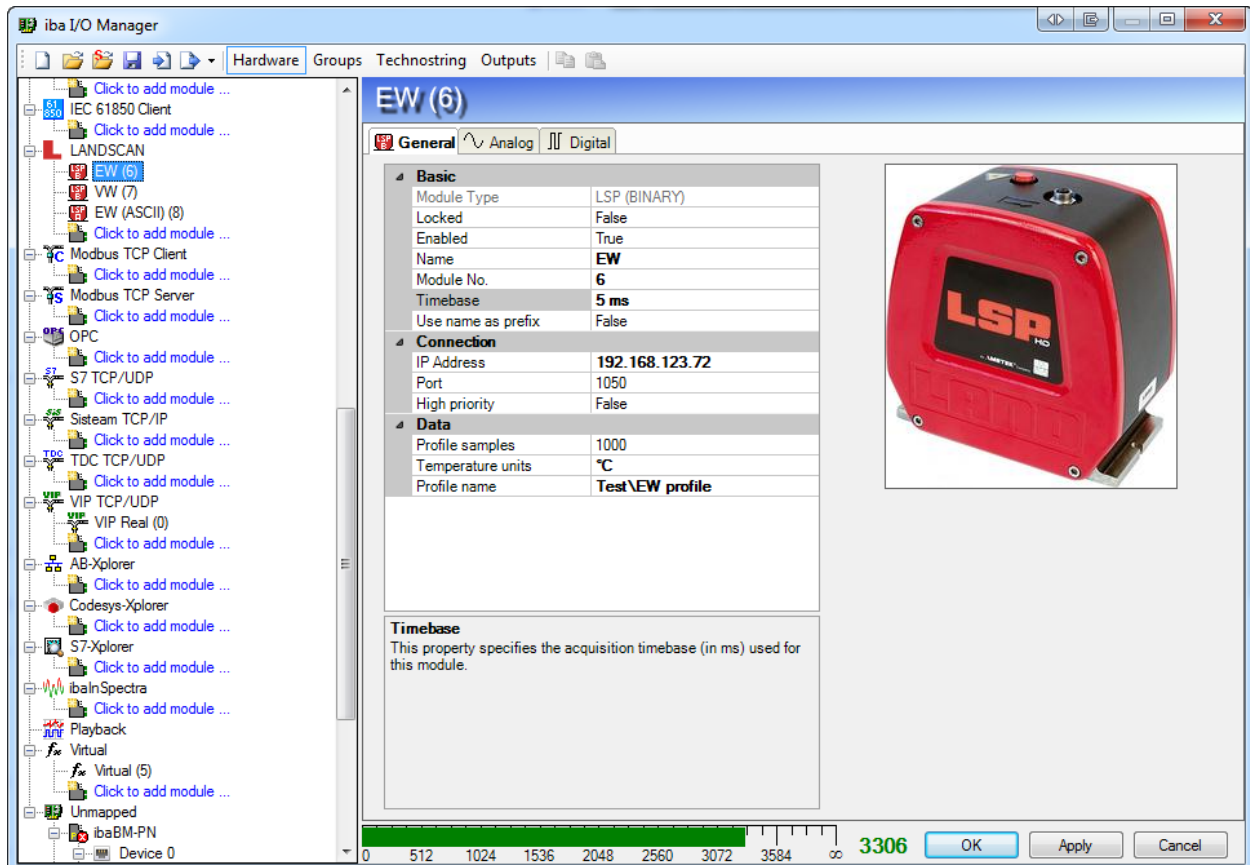 iba I/O Manager
Hardware Groups Technostring Outputs
Click to add module ...
IEC 61850 Client
Click to add module ...
LANDSCAN
EW (6)
VW (7)
EW (ASCII) (8)
Click to add module ...
Modbus TCP Client
Click to add module ...
Modbus TCP Server
Click to add module ...
OPC
Click to add module ...
S7 TCP/UDP
Click to add module ...
Sisteam TCP/IP
Click to add module ...
TDC TCP/UDP
Click to add module ...
VIP TCP/UDP
VIP Real (0)
Click to add module ...
AB-Xplorer
Click to add module ...
Codesys-Xplorer
Click to add module ...
S7-Xplorer
Click to add module ...
ibaInSpectra
Click to add module ...
Playback
Virtual
Virtual (5)
Click to add module ...
Unmapped
ibaBM-PN
Device 0
EW (6)
General Analog Digital
Basic
Module Type LSP (BINARY)
Locked False
Enabled True
Name EW
Module No. 6
Timebase 5 ms
Use name as prefix False
Connection
IP Address 192.168.123.72
Port 1050
High priority False
Data
Profile samples 1000
Temperature units °C
Profile name Test\EW profile
Timebase
This property specifies the acquisition timebase (in ms) used for
this module.
LSP
HD
AMETEK
LAND
0 512 1024 1536 2048 2560 3072 3584 ∞
3306 OK Apply Cancel